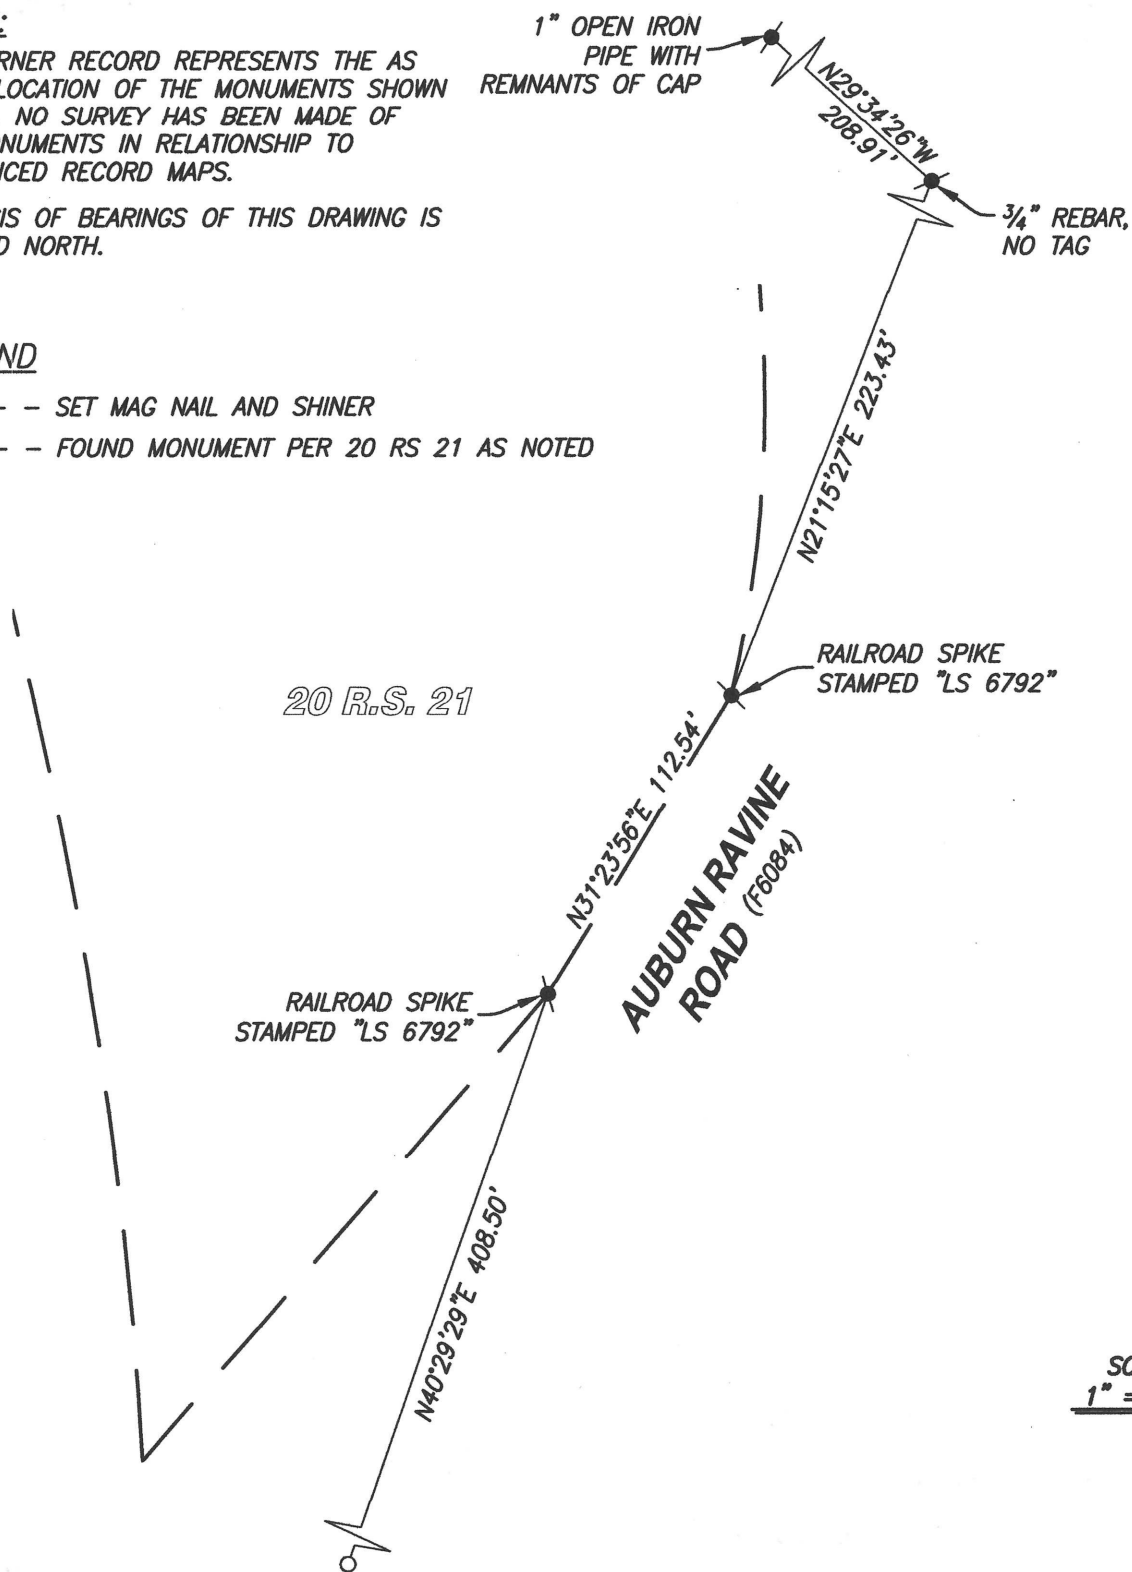 1" OPEN IRON
PIPE WITH
REMNANTS OF CAP
RNER RECORD REPRESENTS THE AS
LOCATION OF THE MONUMENTS SHOWN
NO SURVEY HAS BEEN MADE OF
NUMENTS IN RELATIONSHIP TO
NCED RECORD MAPS.
IS OF BEARINGS OF THIS DRAWING IS
D NORTH.
N29°34'26"W
208.91'
3/4" REBAR,
NO TAG
ND
- - SET MAG NAIL AND SHINER
- - FOUND MONUMENT PER 20 RS 21 AS NOTED
N21°15'27"E 223.43'
RAILROAD SPIKE
STAMPED "LS 6792"
20 R.S. 21
N31°23'56"E 112.54'
AUBURN RAVINE
ROAD (F6084)
RAILROAD SPIKE
STAMPED "LS 6792"
N40°29'29"E 408.50'
SC
1" =